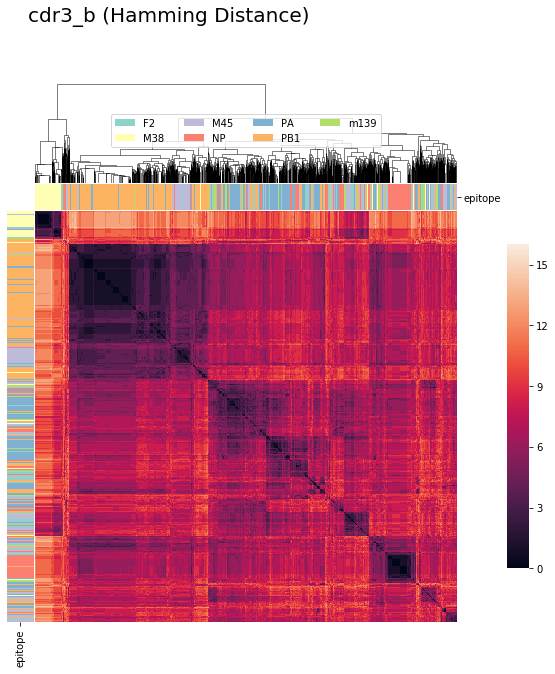 cdr3_b (Hamming Distance)
F2 M45 PA m139
M38 NP PB1
epitope
15
12
9
6
3
0
epitope